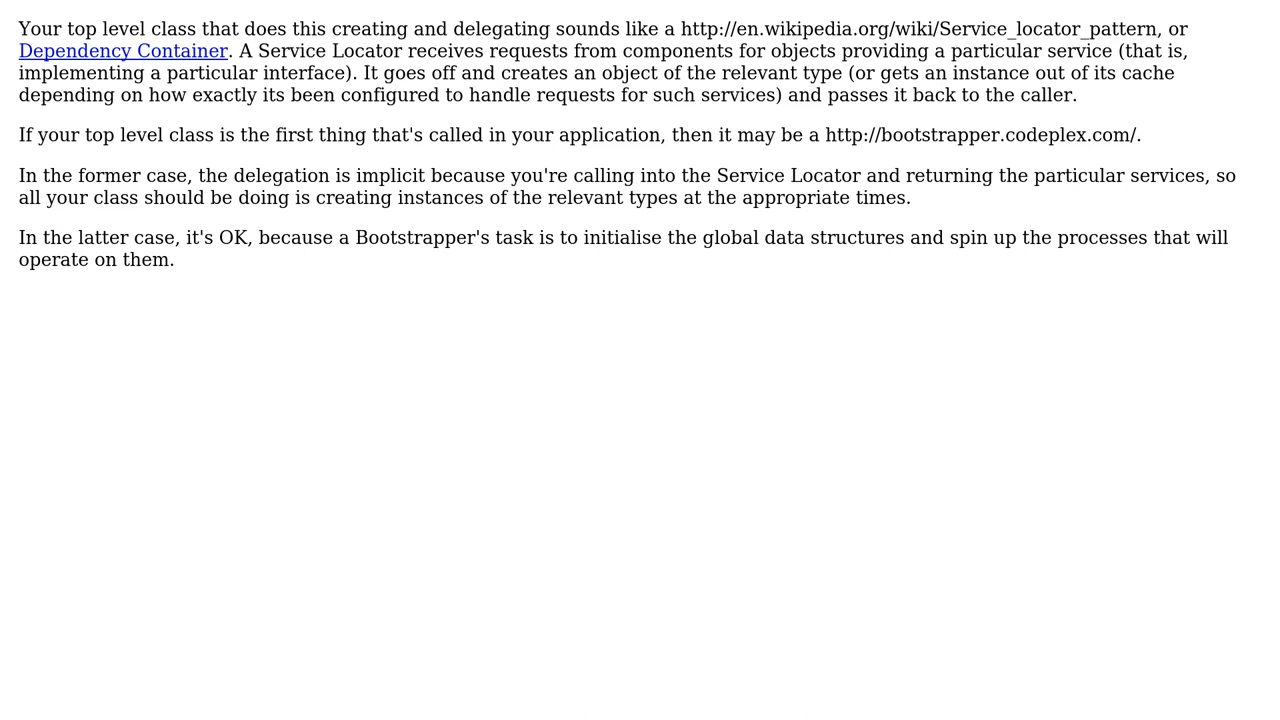 Your top level class that does this creating and delegating sounds like a http://en.wikipedia.org/wiki/Service_locator_pattern, or
Dependency Container. A Service Locator receives requests from components for objects providing a particular service (that is,
implementing a particular interface). It goes off and creates an object of the relevant type (or gets an instance out of its cache
depending on how exactly its been configured to handle requests for such services) and passes it back to the caller.
If your top level class is the first thing that's called in your application, then it may be a http://bootstrapper.codeplex.com/.
In the former case, the delegation is implicit because you're calling into the Service Locator and returning the particular services, so
all your class should be doing is creating instances of the relevant types at the appropriate times.
In the latter case, it's OK, because a Bootstrapper's task is to initialise the global data structures and spin up the processes that will
operate on them.